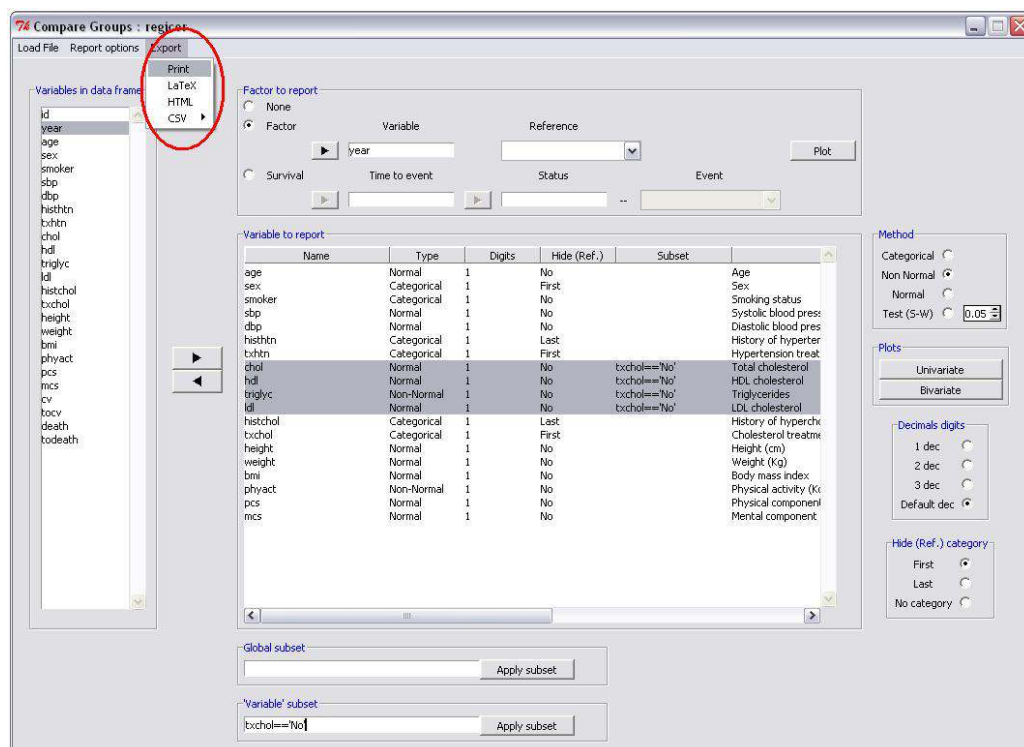 Compare Groups : regicor
Load File Report options Export
Print
LaTeX
HTML
CSV
Variables in data frame
id
year
age
sex
smoker
sbp
dbp
histhtn
txhtn
chol
hdl
triglyc
ldl
histchol
txchol
height
weight
bmi
phyact
pcs
mcs
cv
tocv
death
todeath
Factor to report
None
Factor Variable Reference
year Plot
Survival Time to event Status Event
--
Variable to report
Name Type Digits Hide (Ref.) Subset
age Normal 1 No Age
sex Categorical 1 First Sex
smoker Categorical 1 No Smoking status
sbp Normal 1 No Systolic blood press
dbp Normal 1 No Diastolic blood pres
histhtn Categorical 1 Last History of hyperter
txhtn Categorical 1 First Hypertension treat
chol Normal 1 No txchol=='No' Total cholesterol
hdl Normal 1 No txchol=='No' HDL cholesterol
triglyc Non-Normal 1 No txchol=='No' Triglycerides
ldl Normal 1 No txchol=='No' LDL cholesterol
histchol Categorical 1 Last History of hyperchc
txchol Categorical 1 First Cholesterol treatme
height Normal 1 No Height (cm)
weight Normal 1 No Weight (Kg)
bmi Normal 1 No Body mass index
phyact Non-Normal 1 No Physical activity (Kc
pcs Normal 1 No Physical component
mcs Normal 1 No Mental component
Method
Categorical
Non Normal
Normal
Test (S-W) 0.05
Plots
Univariate
Bivariate
Decimals digits
1 dec
2 dec
3 dec
Default dec
Hide (Ref.) category
First
Last
No category
Global subset
Apply subset
'Variable' subset
txchol=='No' Apply subset